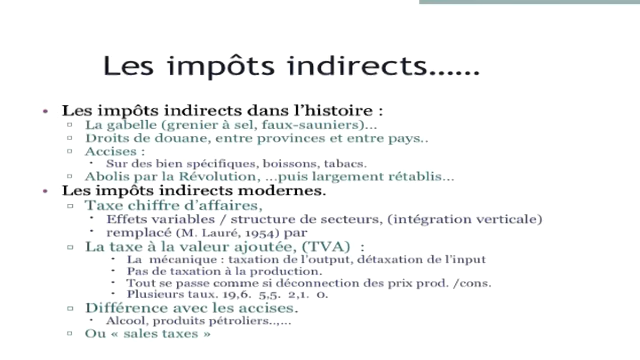 Les impôts indirects......
Les impôts indirects dans l'histoire :
La gabelle (grenier à sel, faux-sauniers)...
Droits de douane, entre provinces et entre pays..
Accises :
Sur des bien spécifiques, boissons, tabacs.
Abolis par la Révolution, ...puis largement rétablis...
Les impôts indirects modernes.
Taxe chiffre d'affaires,
Effets variables / structure de secteurs, (intégration verticale)
remplacé (M. Lauré, 1954) par
La taxe à la valeur ajoutée, (TVA) :
La mécanique : taxation de l'output, détaxation de l'input
Pas de taxation à la production.
Tout se passe comme si déconnection des prix prod. /cons.
Plusieurs taux. 19,6. 5,5. 2,1. 0.
Différence avec les accises.
Alcool, produits pétroliers..,...
Ou « sales taxes »